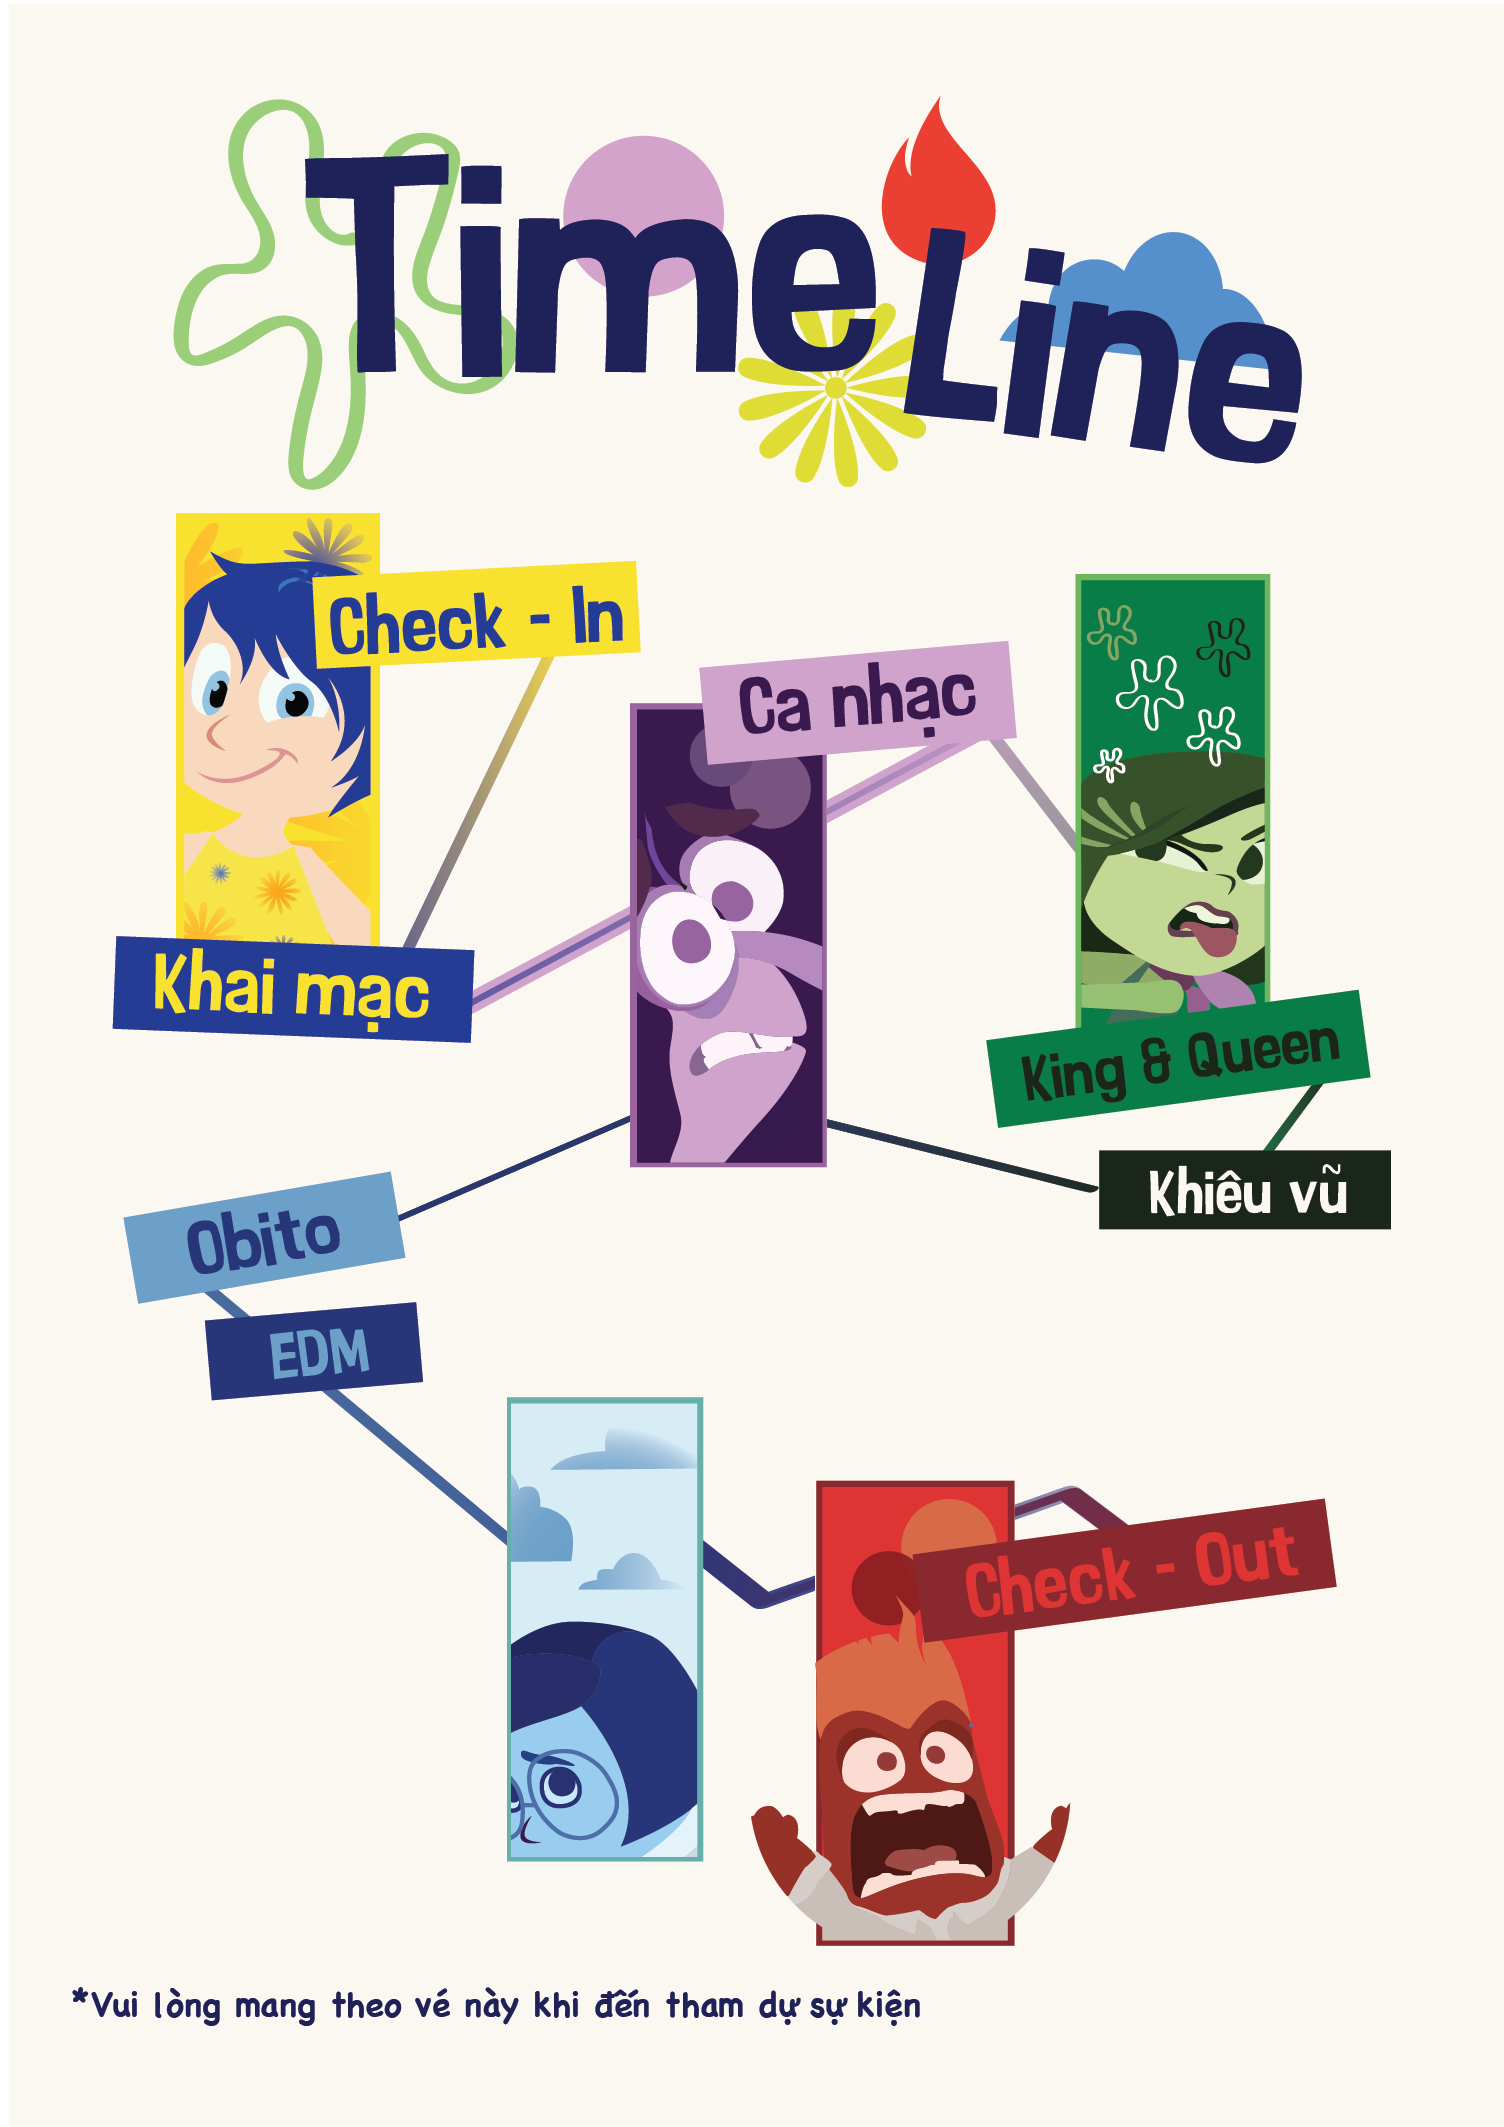 Time Line
Check - In
Khai mạc
Ca nhạc
King & Queen
Khiêu vũ
Obito
EDM
Check - Out
*Vui lòng mang theo vé này khi đến tham dự sự kiện